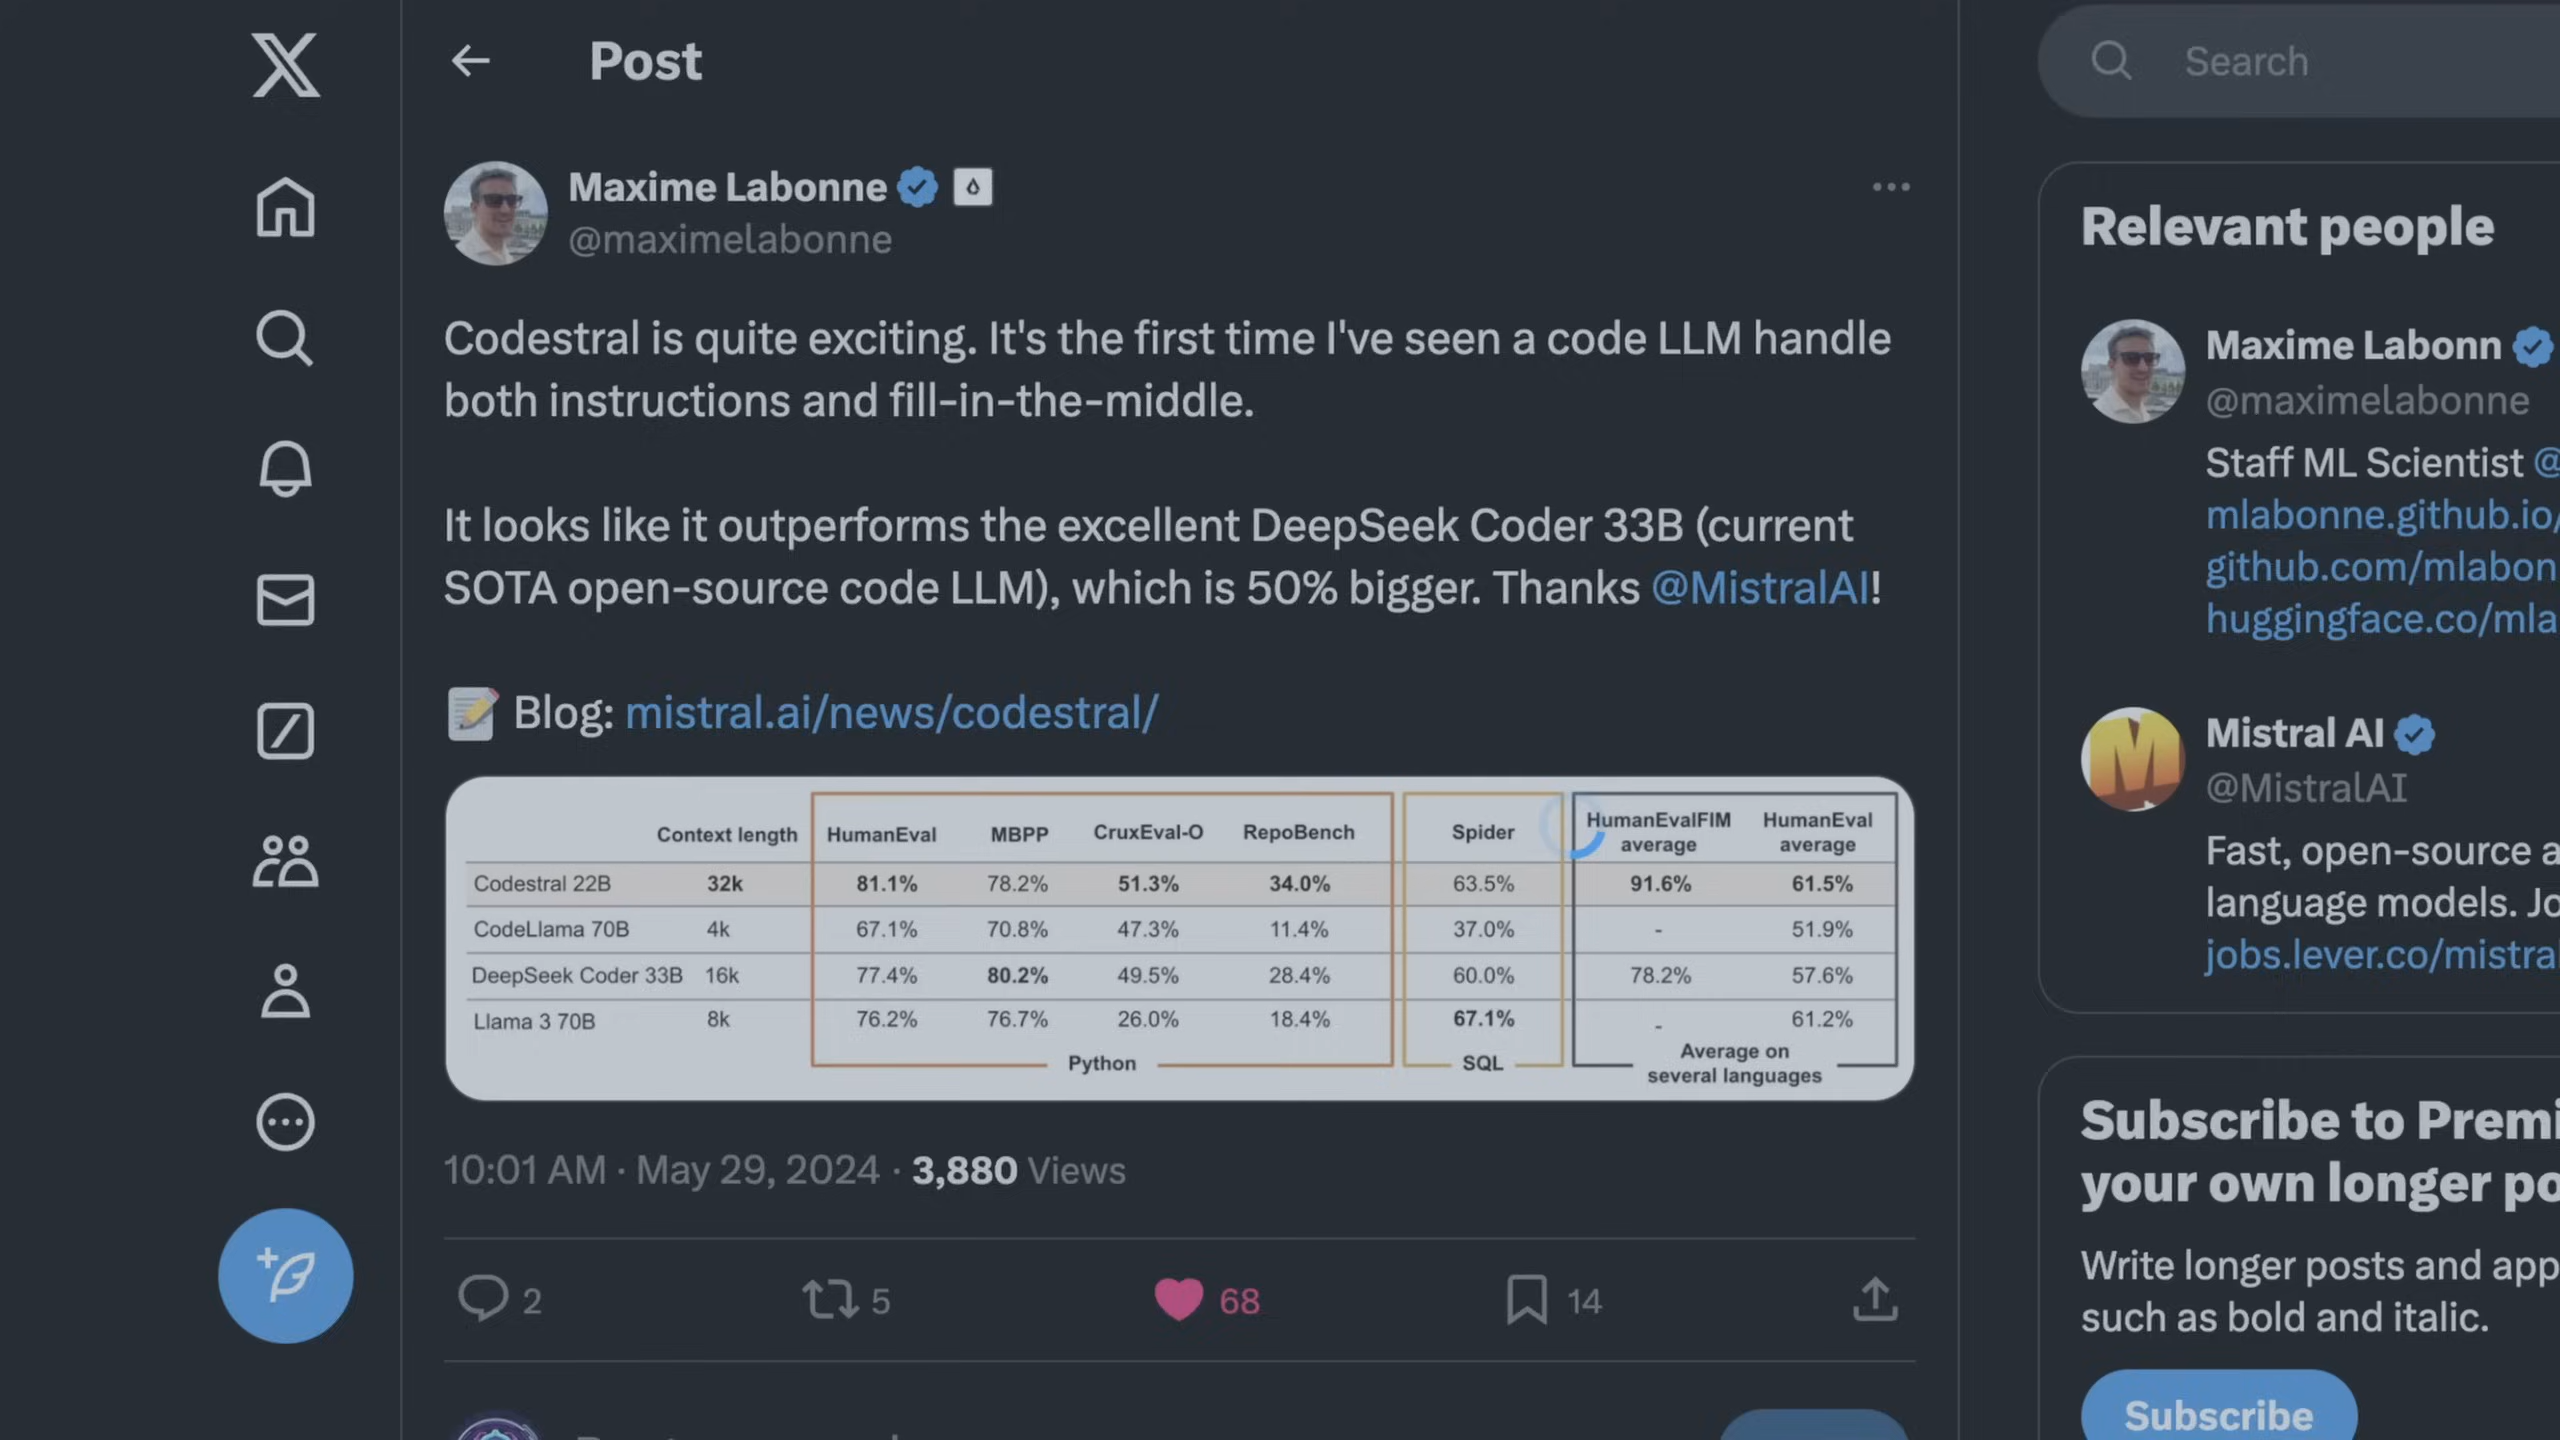 Post
Search
Maxime Labonne
@maximelabonne
Codestral is quite exciting. It's the first time I've seen a code LLM handle
both instructions and fill-in-the-middle.
It looks like it outperforms the excellent DeepSeek Coder 33B (current
SOTA open-source code LLM), which is 50% bigger. Thanks @MistralAI!
Blog: mistral.ai/news/codestral/
Context length HumanEval MBPP CruxEval-O RepoBench Spider HumanEvalFIM average HumanEval average
Codestral 22B 32k 81.1% 78.2% 51.3% 34.0% 63.5% 91.6% 61.5%
CodeLlama 70B 4k 67.1% 70.8% 47.3% 11.4% 37.0% - 51.9%
DeepSeek Coder 33B 16k 77.4% 80.2% 49.5% 28.4% 60.0% 78.2% 57.6%
Llama 3 70B 8k 76.2% 76.7% 26.0% 18.4% 67.1% - 61.2%
Python SQL Average on several languages
10:01 AM · May 29, 2024 · 3,880 Views
2 5 68 14
Relevant people
Maxime Labonn
@maximelabonne
Staff ML Scientist @
mlabonne.github.io/
github.com/mlabon
huggingface.co/mla
Mistral AI
@MistralAI
Fast, open-source a
language models. Jo
jobs.lever.co/mistra
Subscribe to Premi
your own longer po
Write longer posts and app
such as bold and italic.
Subscribe